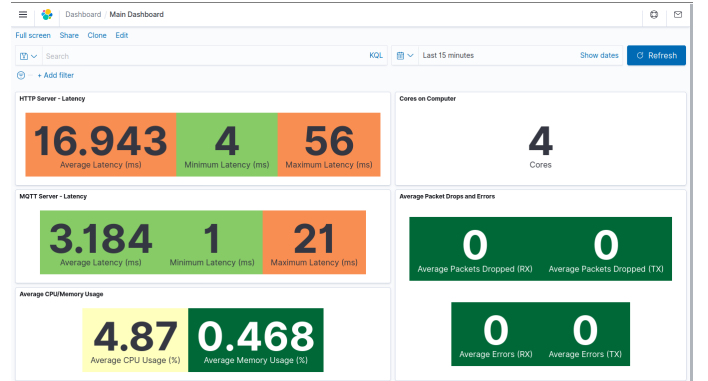 Dashboard / Main Dashboard
Full screen Share Clone Edit
Search KQL Last 15 minutes Show dates Refresh
+ Add filter
HTTP Server - Latency
16.943 4 56
Average Latency (ms) Minimum Latency (ms) Maximum Latency (ms)
Cores on Computer
4
Cores
MQTT Server - Latency
3.184 1 21
Average Latency (ms) Minimum Latency (ms) Maximum Latency (ms)
Average Packet Drops and Errors
0 0
Average Packets Dropped (RX) Average Packets Dropped (TX)
0 0
Average Errors (RX) Average Errors (TX)
Average CPU/Memory Usage
4.87 0.468
Average CPU Usage (%) Average Memory Usage (%)